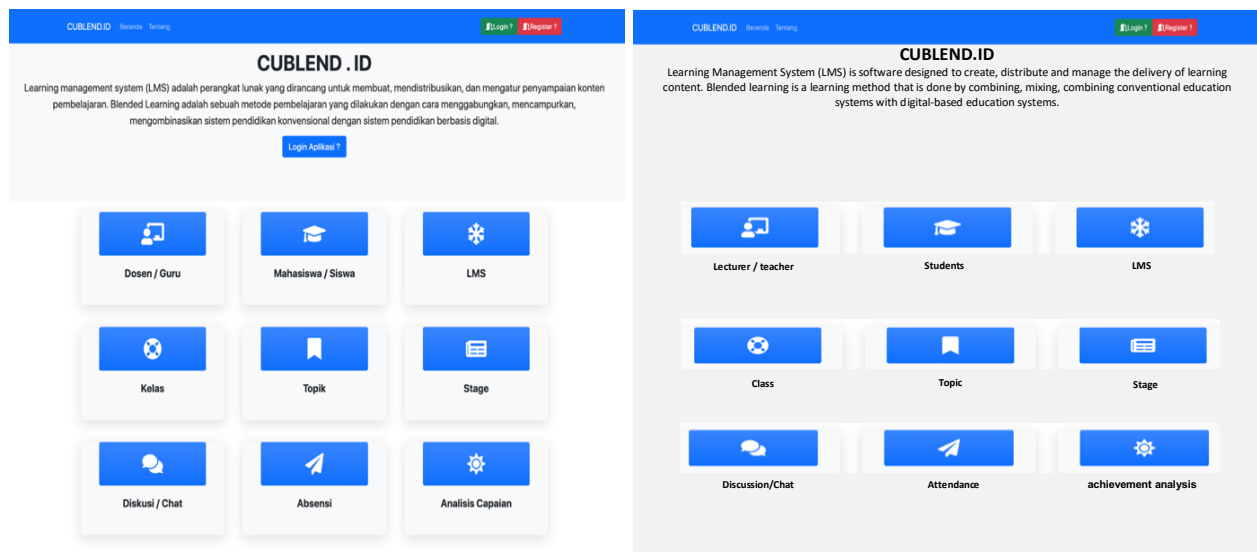 CUBLEND.ID Beranda Tentang Login ? Register ?
CUBLEND . ID
Learning management system (LMS) adalah perangkat lunak yang dirancang untuk membuat, mendistribusikan, dan mengatur penyampaian konten
pembelajaran. Blended Learning adalah sebuah metode pembelajaran yang dilakukan dengan cara menggabungkan, mencampurkan,
mengombinasikan sistem pendidikan konvensional dengan sistem pendidikan berbasis digital.
Login Aplikasi ?
Dosen / Guru Mahasiswa / Siswa LMS
Kelas Topik Stage
Diskusi / Chat Absensi Analisis Capaian
CUBLEND.ID Beranda Tentang Login ? Register ?
CUBLEND.ID
Learning Management System (LMS) is software designed to create, distribute and manage the delivery of learning
content. Blended learning is a learning method that is done by combining, mixing, combining conventional education
systems with digital-based education systems.
Lecturer / teacher Students LMS
Class Topic Stage
Discussion/Chat Attendance achievement analysis